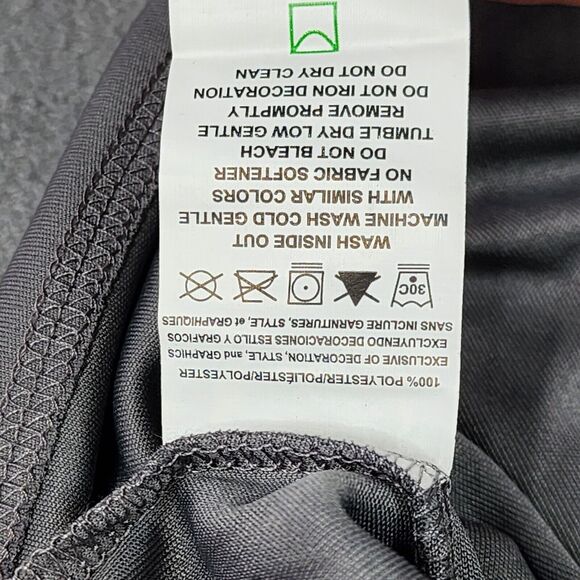 100% POLYESTER/POLIÉSTER/POLYESTER
EXCLUSIVE OF DECORATION, STYLE, and GRAPHICS
EXCLUYENDO DECORACIONES ESTILO Y GRAFICOS
SANS INCLURE GARNITURES, STYLE, et GRAPHIQUES
30C
WASH INSIDE OUT
MACHINE WASH COLD GENTLE
WITH SIMILAR COLORS
NO FABRIC SOFTENER
DO NOT BLEACH
TUMBLE DRY LOW GENTLE
REMOVE PROMPTLY
DO NOT IRON DECORATION
DO NOT DRY CLEAN